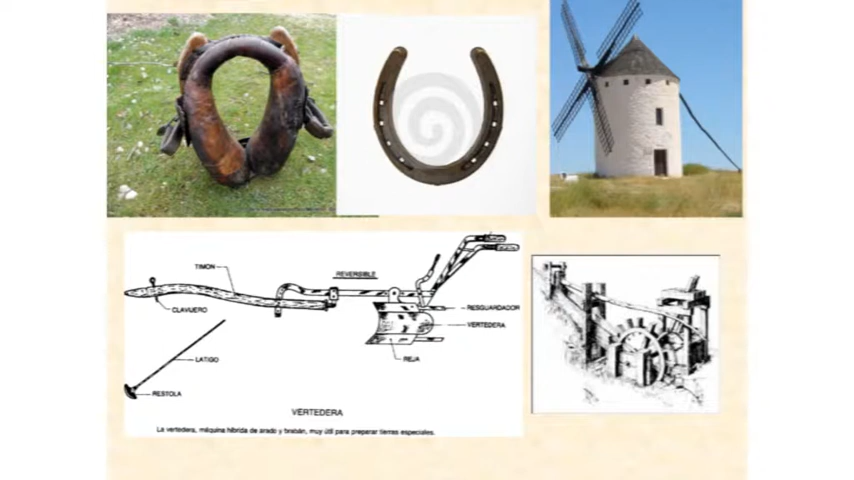 TIMON
REVERSIBLE
CLAVIJERO
RESGUARDADOR
VERTEDERA
LATIGO
REJA
RESTOLA
VERTEDERA
La vertedera, máquina híbrida de arado y brabán, muy útil para preparar tierras especiales.